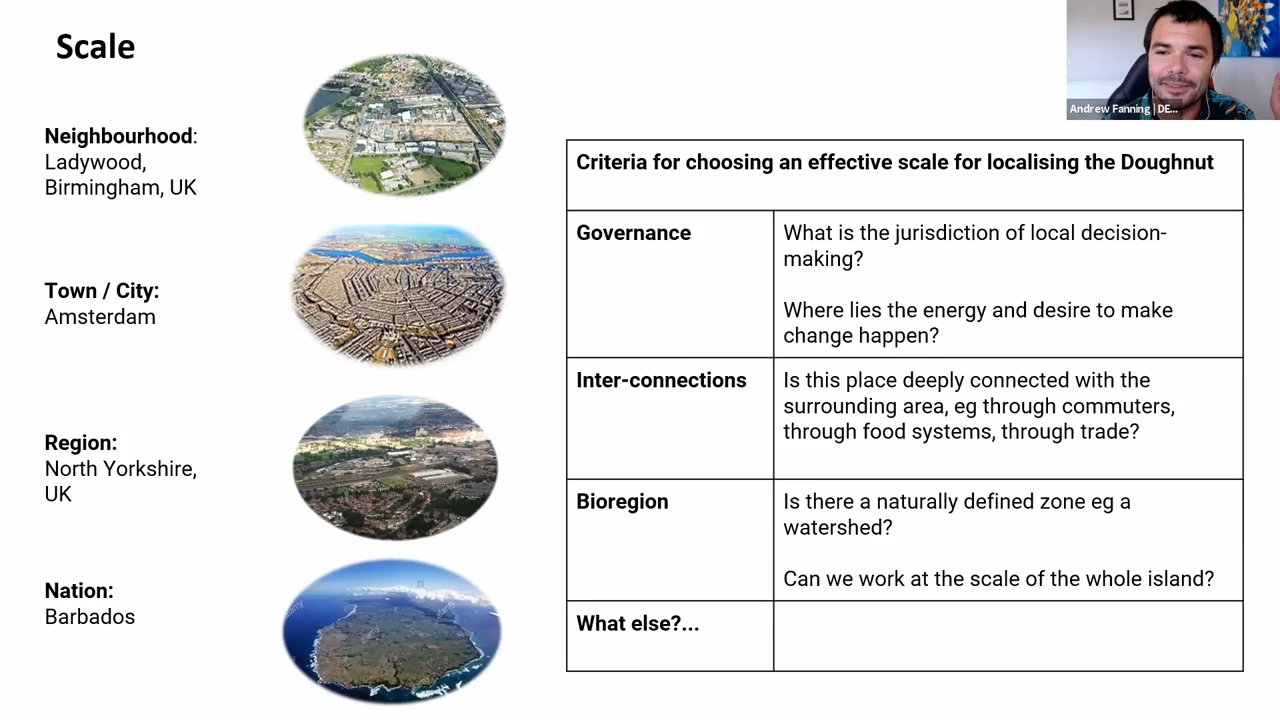 Scale
Andrew Fanning | DE...
Neighbourhood:
Ladywood,
Birmingham, UK
Town / City:
Amsterdam
Region:
North Yorkshire,
UK
Nation:
Barbados
alamy
alamy
alamy
Criteria for choosing an effective scale for localising the Doughnut
Governance
What is the jurisdiction of local decision-
making?
Where lies the energy and desire to make
change happen?
Inter-connections
Is this place deeply connected with the
surrounding area, eg through commuters,
through food systems, through trade?
Bioregion
Is there a naturally defined zone eg a
watershed?
Can we work at the scale of the whole island?
What else?...